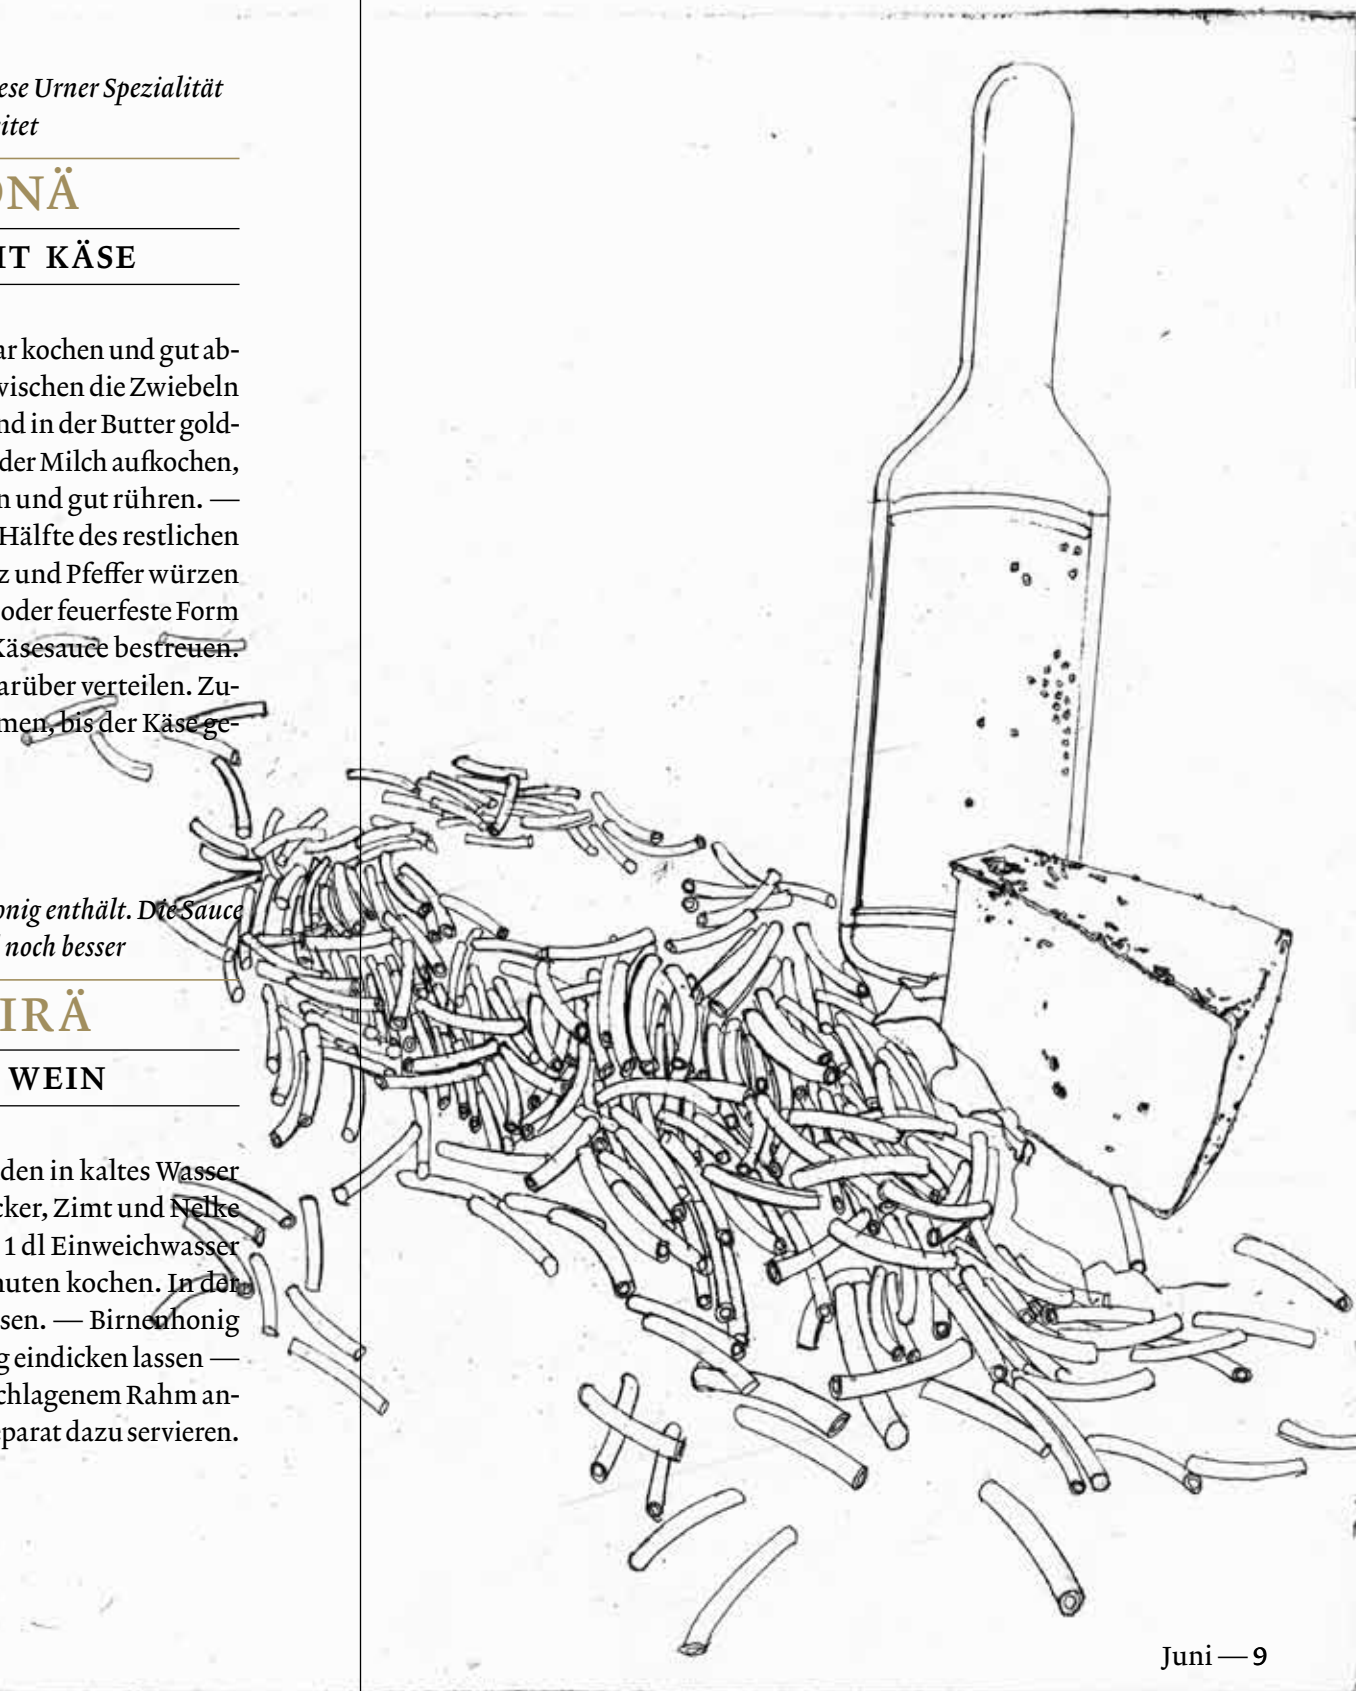 ese Urner Spezialität
itet
ONÄ
IT KÄSE
ar kochen und gut ab-
wischen die Zwiebeln
nd in der Butter gold-
der Milch aufkochen,
n und gut rühren. —
Hälfte des restlichen
z und Pfeffer würzen
oder feuerfeste Form
Käsesauce bestreuen.
arüber verteilen. Zu-
men, bis der Käse ge-
onig enthält. Die Sauce
noch besser
IRÄ
WEIN
den in kaltes Wasser
cker, Zimt und Nelke
1 dl Einweichwasser
nuten kochen. In der
sen. — Birnenhonig
g eindicken lassen —
chlagenem Rahm an-
eparat dazu servieren.
Juni — 9